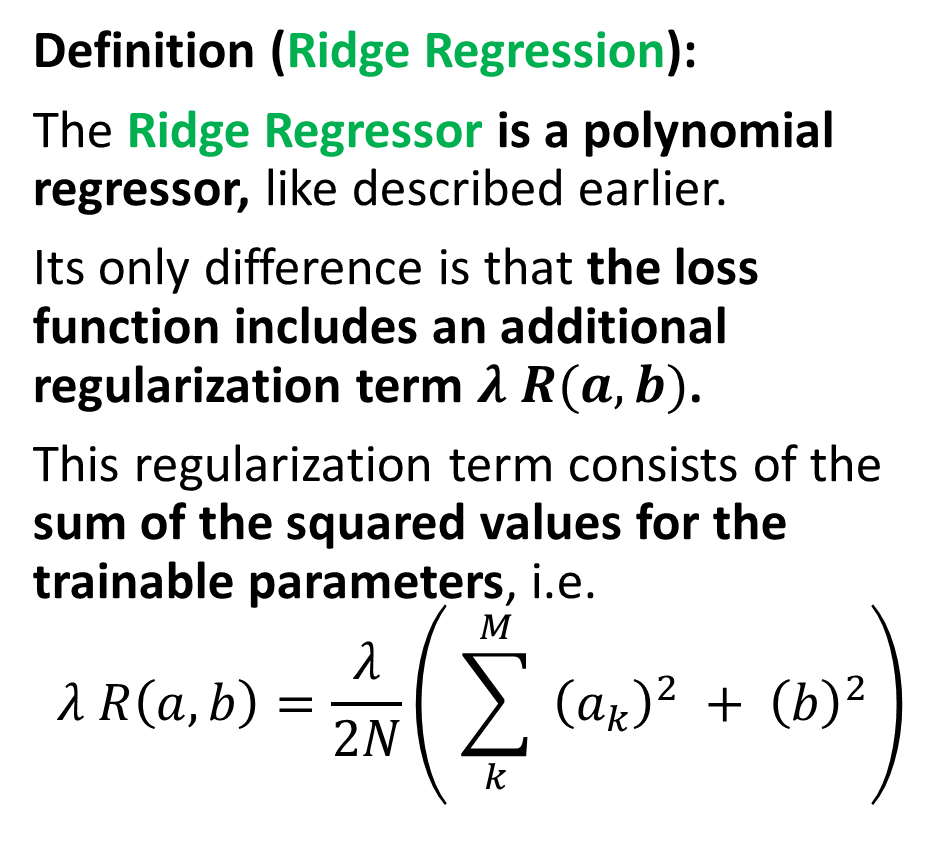 Definition (Ridge Regression):
The Ridge Regressor is a polynomial
regressor, like described earlier.
Its only difference is that the loss
function includes an additional
regularization term λ R(a, b).
This regularization term consists of the
sum of the squared values for the
trainable parameters, i.e.
λ R(a, b) = λ/2N (∑_k^M (a_k)² + (b)²)